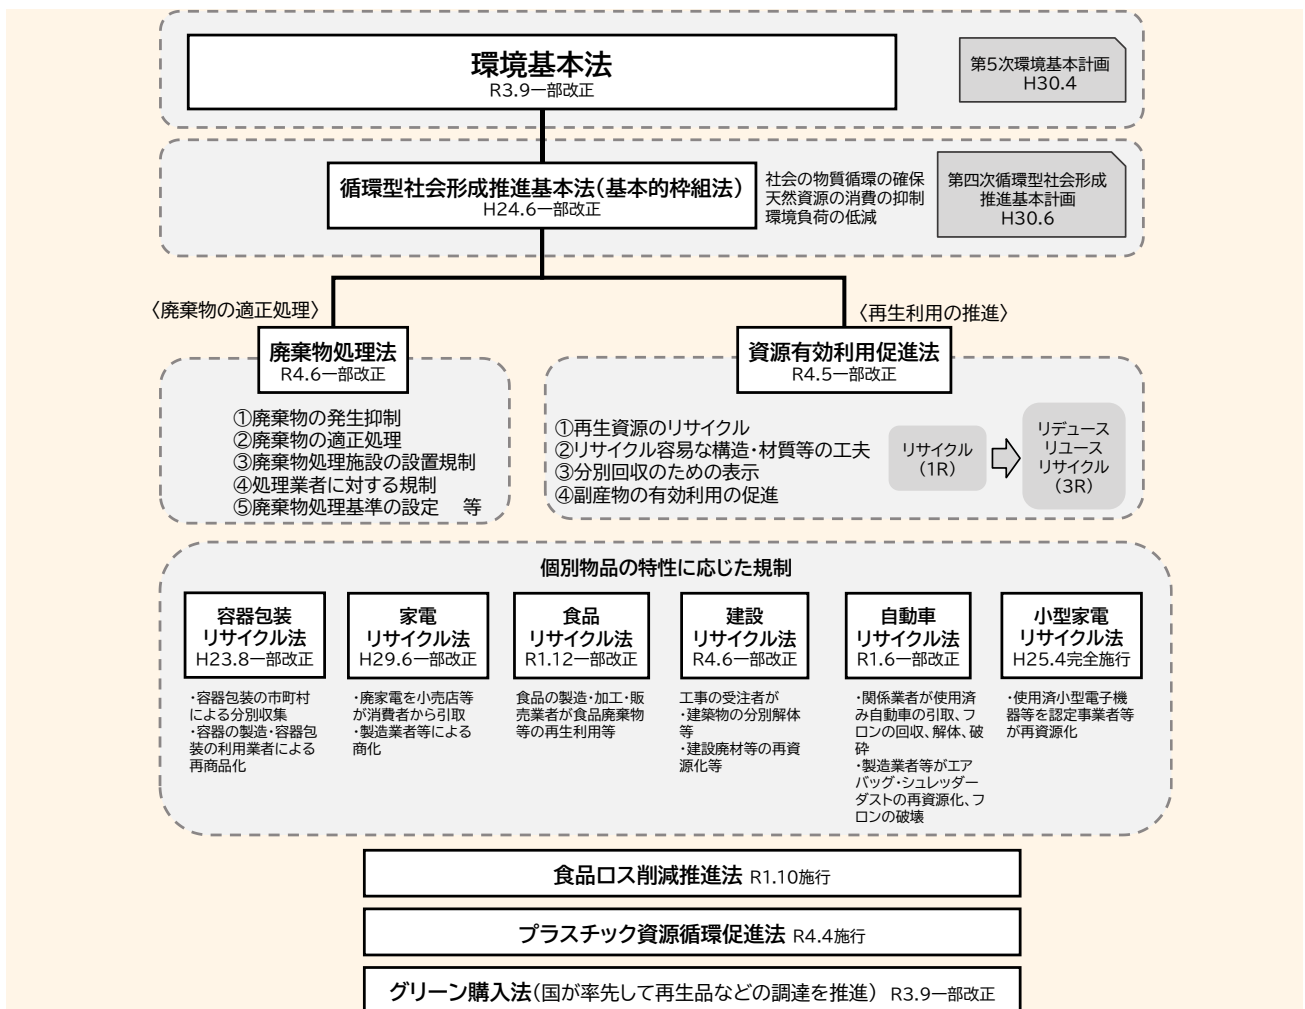 環境基本法
R3.9一部改正
第5次環境基本計画
H30.4
循環型社会形成推進基本法(基本的枠組法)
H24.6一部改正
社会の物質循環の確保
天然資源の消費の抑制
環境負荷の低減
第四次循環型社会形成
推進基本計画
H30.6
〈廃棄物の適正処理〉
〈再生利用の推進〉
廃棄物処理法
R4.6一部改正
①廃棄物の発生抑制
②廃棄物の適正処理
③廃棄物処理施設の設置規制
④処理業者に対する規制
⑤廃棄物処理基準の設定　等
資源有効利用促進法
R4.5一部改正
①再生資源のリサイクル
②リサイクル容易な構造・材質等の工夫
③分別回収のための表示
④副産物の有効利用の促進
リサイクル
(1R)
リデュース
リユース
リサイクル
(3R)
個別物品の特性に応じた規制
容器包装
リサイクル法
H23.8一部改正
・容器包装の市町村
による分別収集
・容器の製造・容器包
装の利用業者による
再商品化
家電
リサイクル法
H29.6一部改正
・廃家電を小売店等
が消費者から引取
・製造業者等による
商化
食品
リサイクル法
R1.12一部改正
食品の製造・加工・販
売業者が食品廃棄物
等の再生利用等
建設
リサイクル法
R4.6一部改正
工事の受注者が
・建築物の分別解体
等
・建設廃材等の再資
源化等
自動車
リサイクル法
R1.6一部改正
・関係業者が使用済
み自動車の引取、フ
ロンの回収、解体、破
砕
・製造業者等がエア
バッグ・シュレッダー
ダストの再資源化、フ
ロンの破壊
小型家電
リサイクル法
H25.4完全施行
・使用済小型電子機
器等を認定事業者等
が再資源化
食品ロス削減推進法 R1.10施行
プラスチック資源循環促進法 R4.4施行
グリーン購入法(国が率先して再生品などの調達を推進) R3.9一部改正